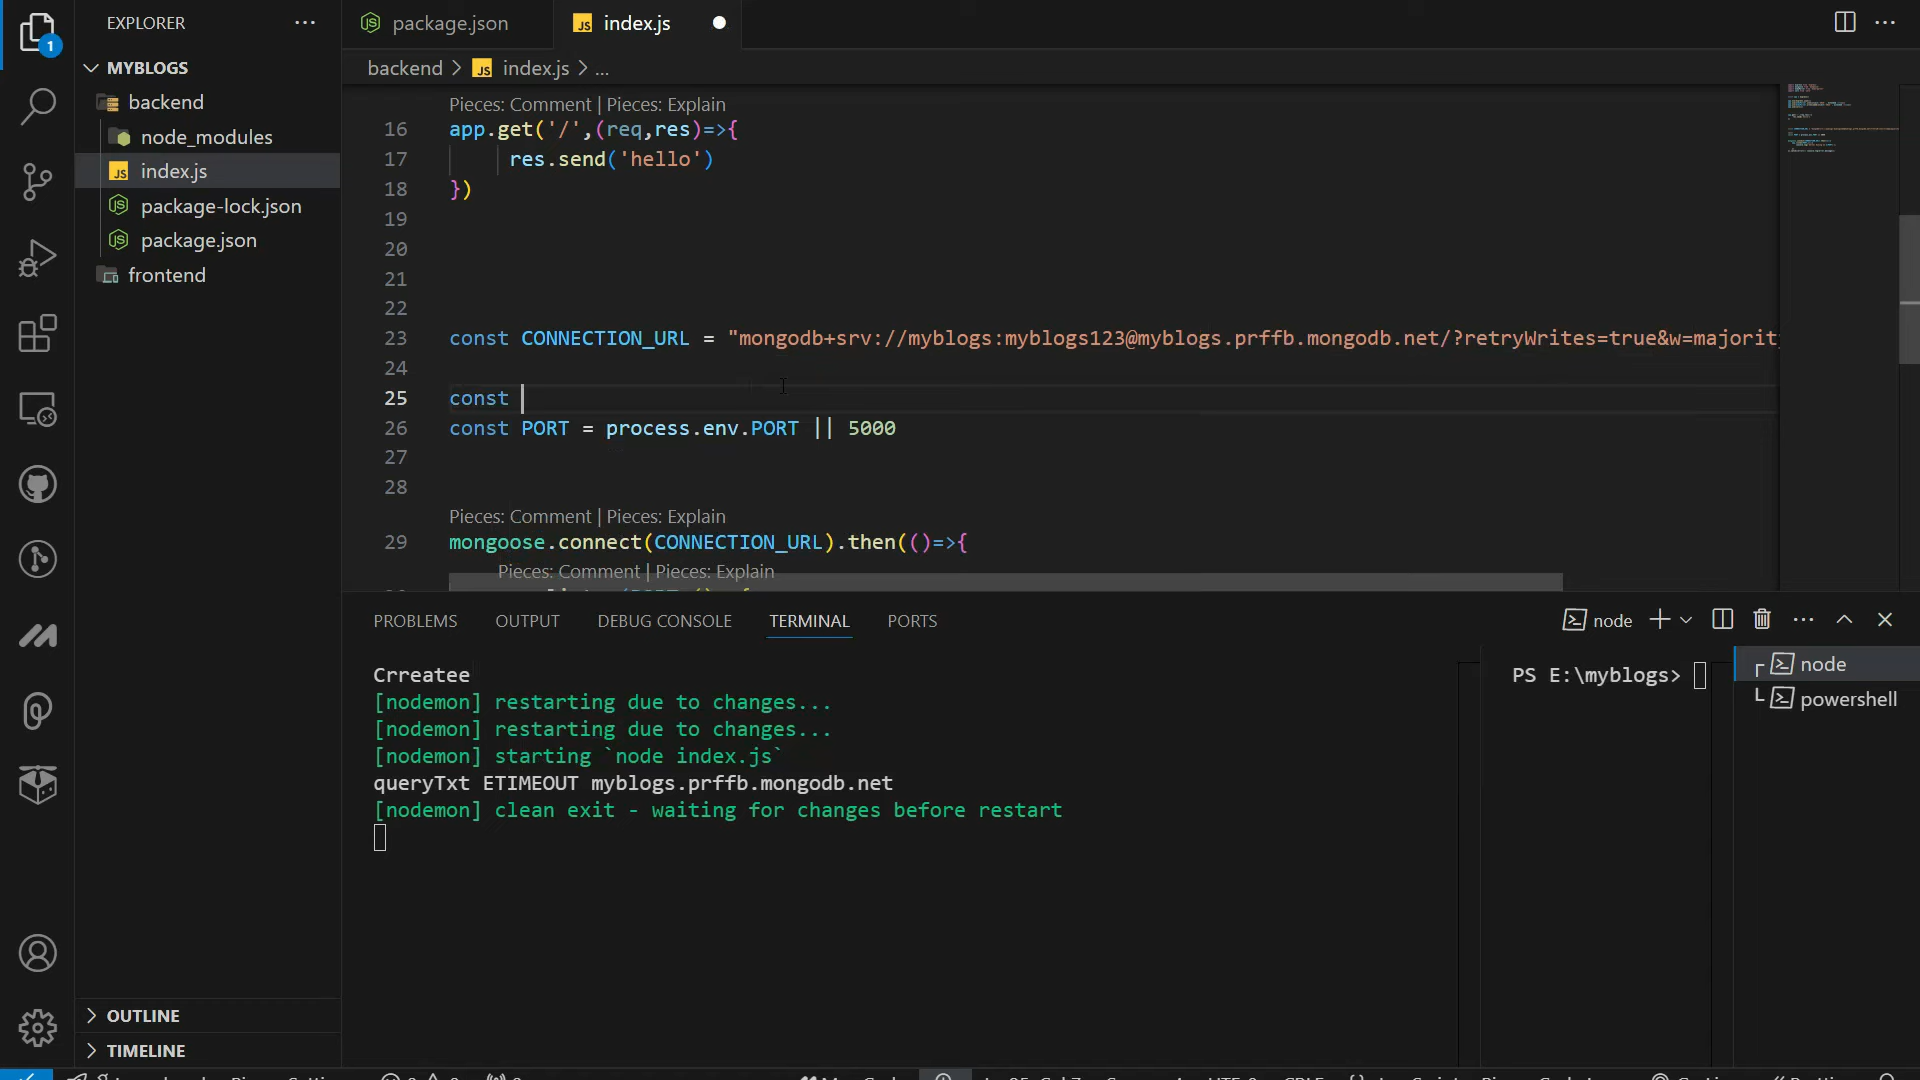 EXPLORER
package.json
index.js
MYBLOGS
backend > index.js > ...
backend
node_modules
index.js
package-lock.json
package.json
frontend
1
Pieces: Comment | Pieces: Explain
16 app.get('/',(req,res)=>{
17 res.send('hello')
18 })
19
20
21
22
23 const CONNECTION_URL = "mongodb+srv://myblogs:myblogs123@myblogs.prffb.mongodb.net/?retryWrites=true&w=majority
24
25 const
26 const PORT = process.env.PORT || 5000
27
28
Pieces: Comment | Pieces: Explain
29 mongoose.connect(CONNECTION_URL).then(()=>{
Pieces: Comment | Pieces: Explain
PROBLEMS OUTPUT DEBUG CONSOLE TERMINAL PORTS
node
Crreatee
[nodemon] restarting due to changes...
[nodemon] restarting due to changes...
[nodemon] starting `node index.js`
queryTxt ETIMEOUT myblogs.prffb.mongodb.net
[nodemon] clean exit - waiting for changes before restart
PS E:\myblogs>
node
powershell
OUTLINE
TIMELINE